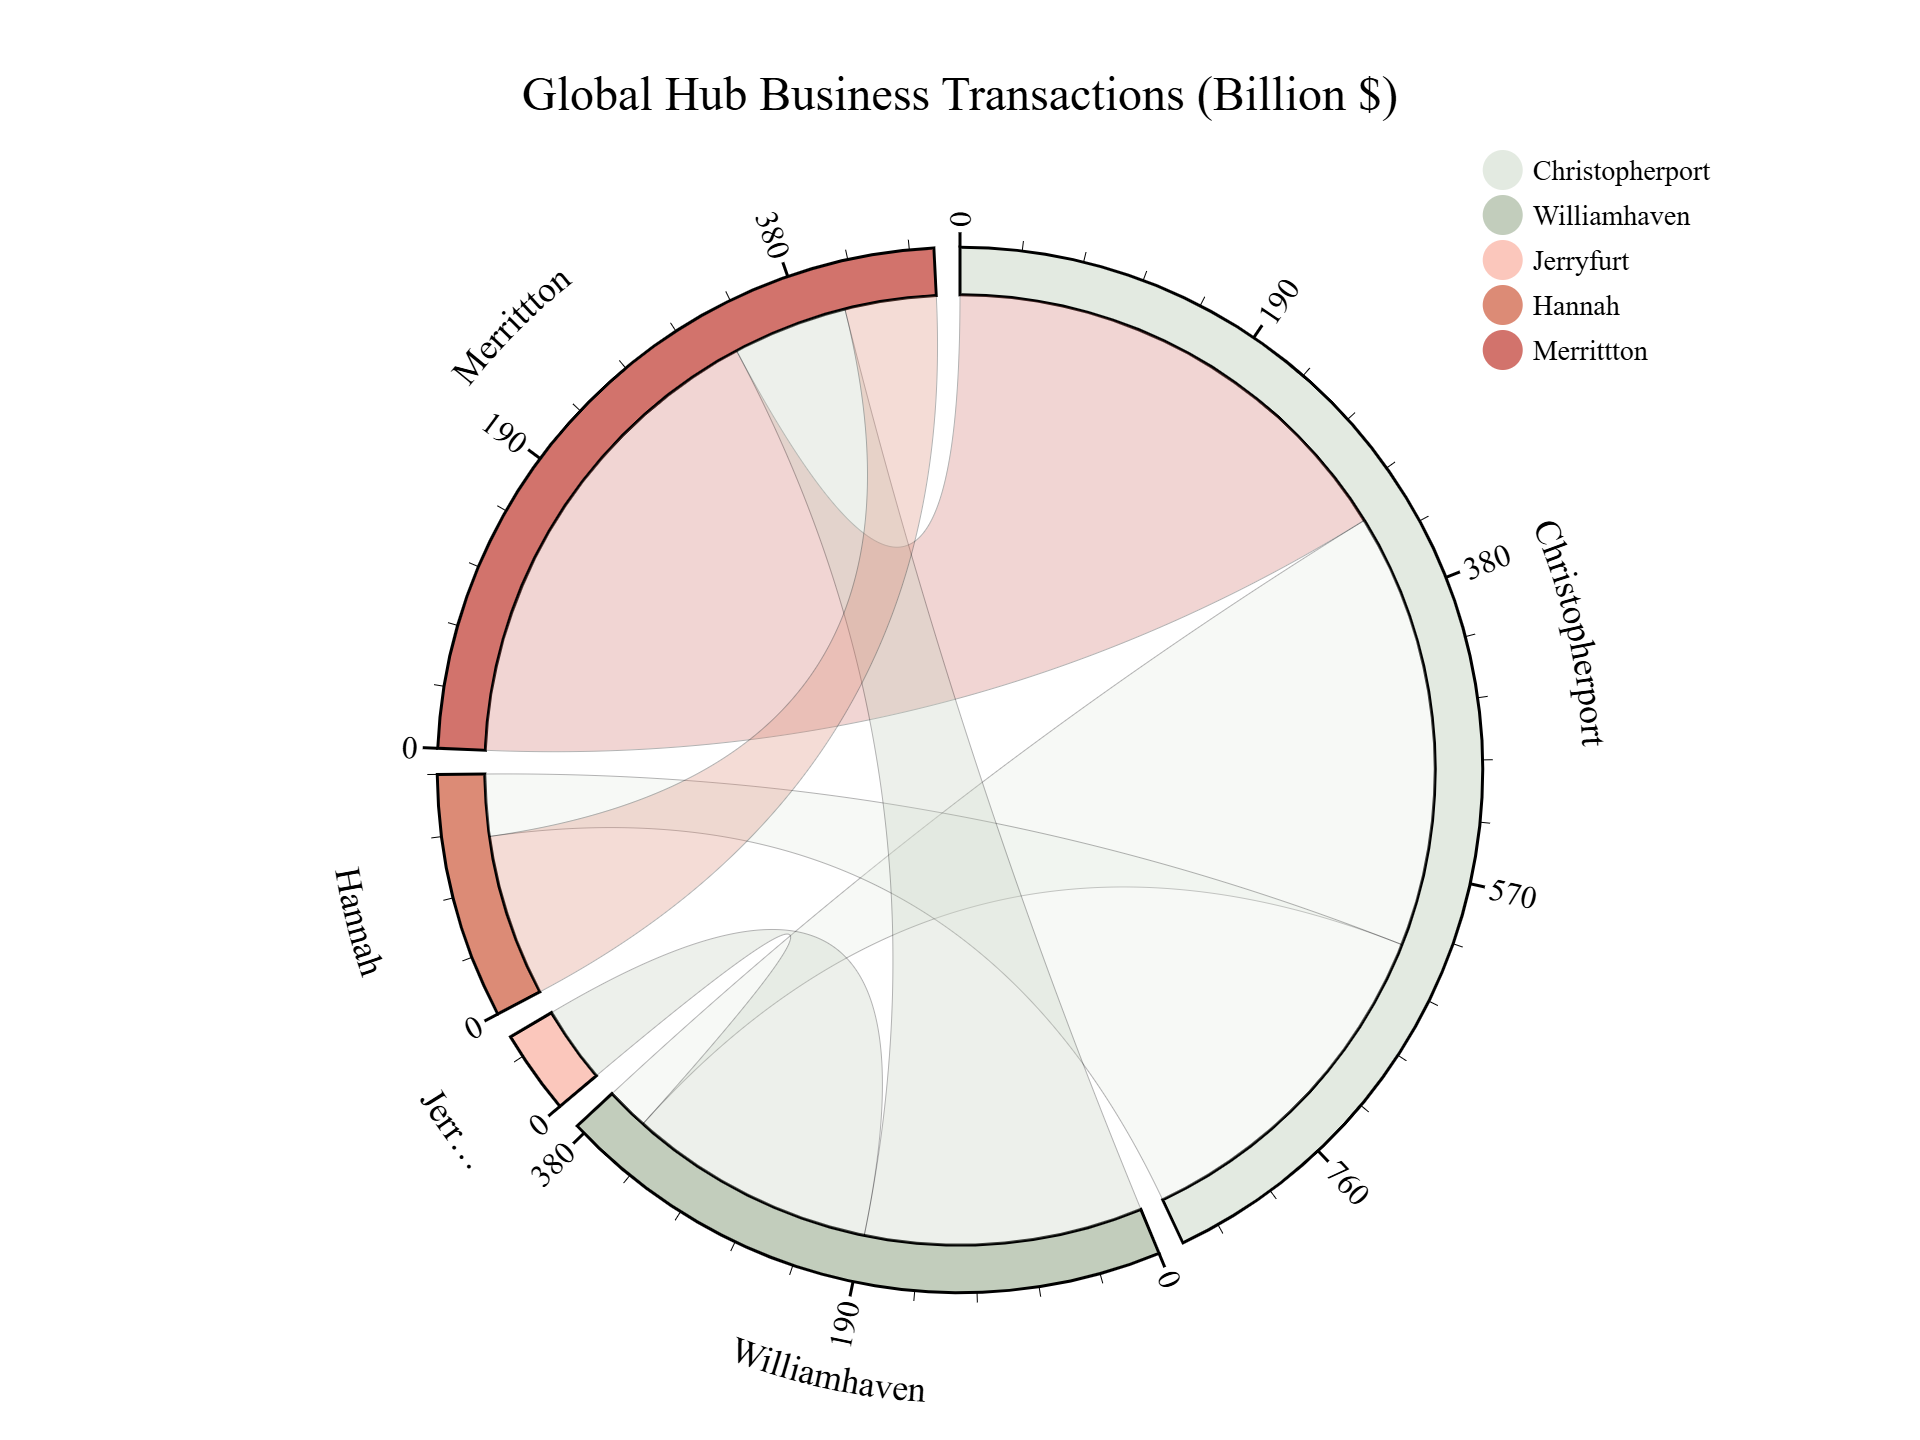 Global Hub Business Transactions (Billion $)
Christopherport
Williamhaven
Jerryfurt
Hannah
Merrittton
0
190
380
570
760
Christopherport
0
190
380
Williamhaven
0
Jerr...
0
Hannah
0
190
380
Merrittton